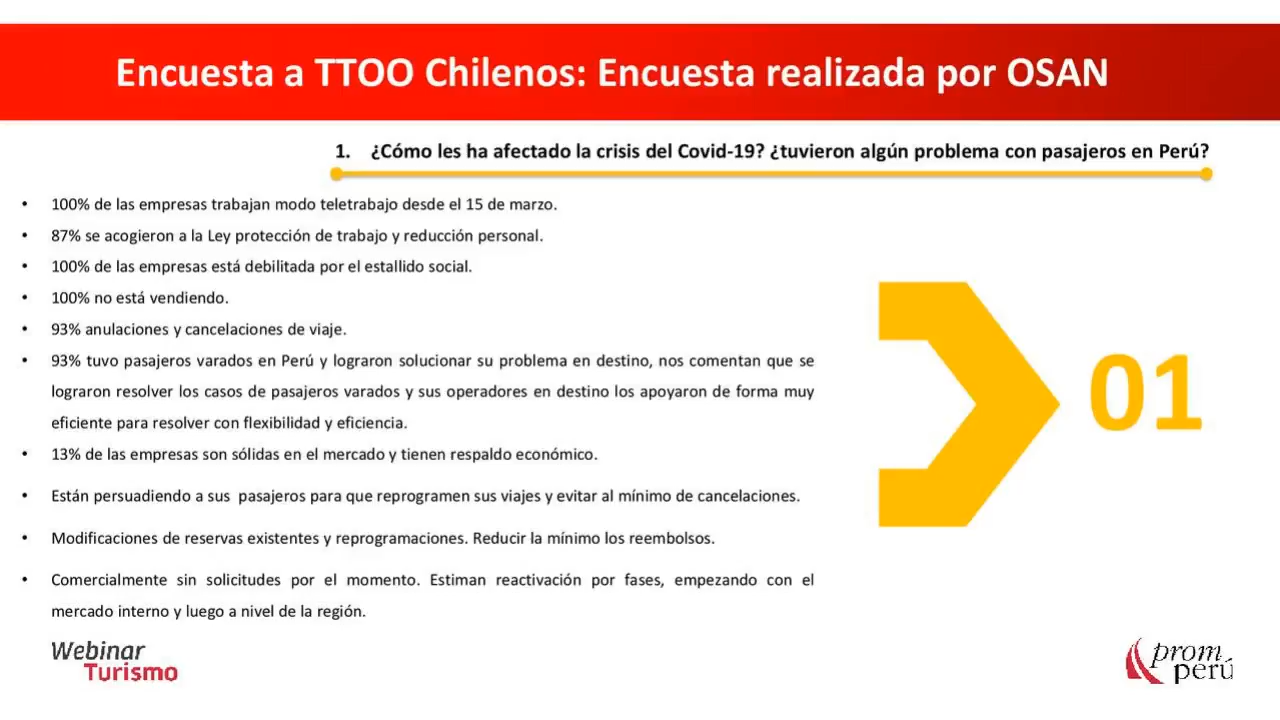 Encuesta a TTOO Chilenos: Encuesta realizada por OSAN
1. ¿Cómo les ha afectado la crisis del Covid-19? ¿tuvieron algún problema con pasajeros en Perú?
• 100% de las empresas trabajan modo teletrabajo desde el 15 de marzo.
• 87% se acogieron a la Ley protección de trabajo y reducción personal.
• 100% de las empresas está debilitada por el estallido social.
• 100% no está vendiendo.
• 93% anulaciones y cancelaciones de viaje.
• 93% tuvo pasajeros varados en Perú y lograron solucionar su problema en destino, nos comentan que se
lograron resolver los casos de pasajeros varados y sus operadores en destino los apoyaron de forma muy
eficiente para resolver con flexibilidad y eficiencia.
• 13% de las empresas son sólidas en el mercado y tienen respaldo económico.
• Están persuadiendo a sus pasajeros para que reprogramen sus viajes y evitar al mínimo de cancelaciones.
• Modificaciones de reservas existentes y reprogramaciones. Reducir la mínimo los reembolsos.
• Comercialmente sin solicitudes por el momento. Estiman reactivación por fases, empezando con el
mercado interno y luego a nivel de la región.
01
Webinar
Turismo
prom
perú